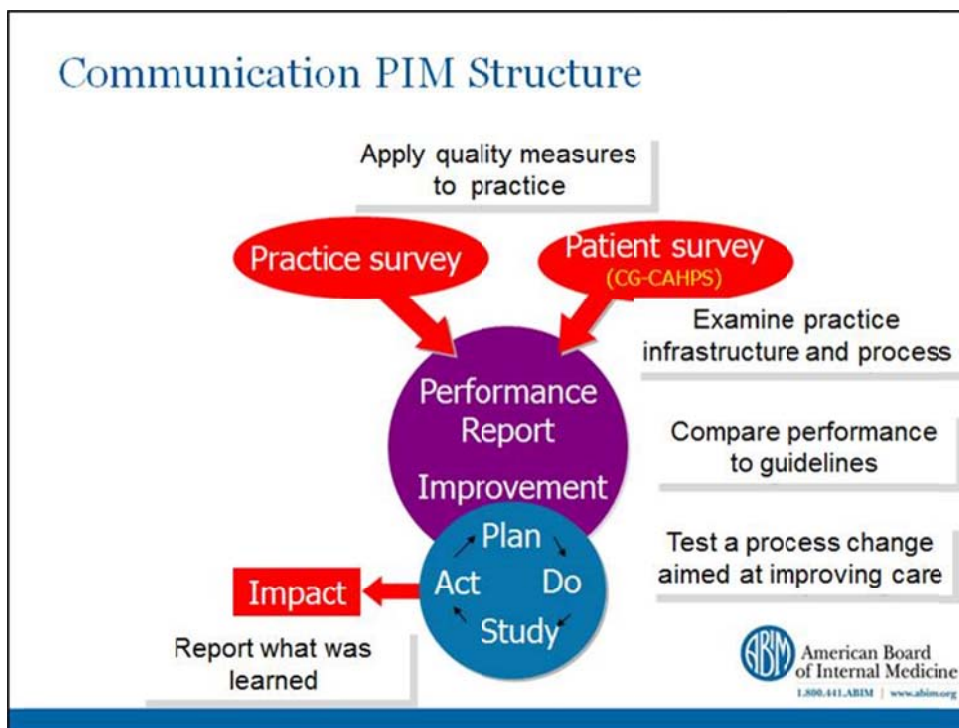 Communication PIM Structure
Apply quality measures
to practice
Practice survey
Patient survey
(CG-CAHPS)
Examine practice
infrastructure and process
Performance
Report
Improvement
Compare performance
to guidelines
Plan
Act
Do
Study
Test a process change
aimed at improving care
Impact
Report what was
learned
ABIM
American Board
of Internal Medicine
1.800.441.ABIM | www.abim.org